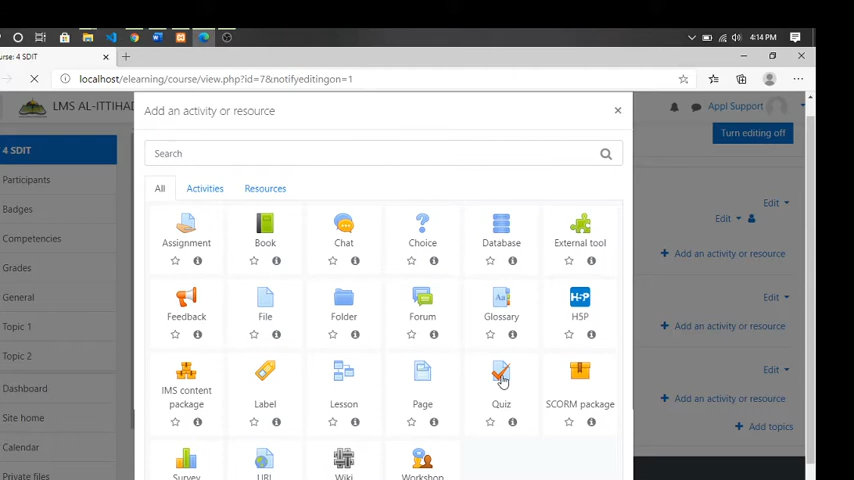 4:14 PM
urse: 4 SDIT
localhost/elearning/course/view.php?id=7&notifyeditingon=1
LMS AL-ITTIHAD
Appl Support
Add an activity or resource
Turn editing off
Search
4 SDIT
All
Activities
Resources
Participants
Badges
Competencies
Grades
General
Topic 1
Topic 2
Dashboard
Site home
Calendar
Private files
Assignment
Book
Chat
Choice
Database
External tool
Feedback
File
Folder
Forum
Glossary
H5P
H5P
IMS content
package
Label
Lesson
Page
Quiz
SCORM package
Survey
URL
Wiki
Workshop
Edit
Edit
Add an activity or resource
Edit
Add an activity or resource
Edit
Add an activity or resource
Add topics